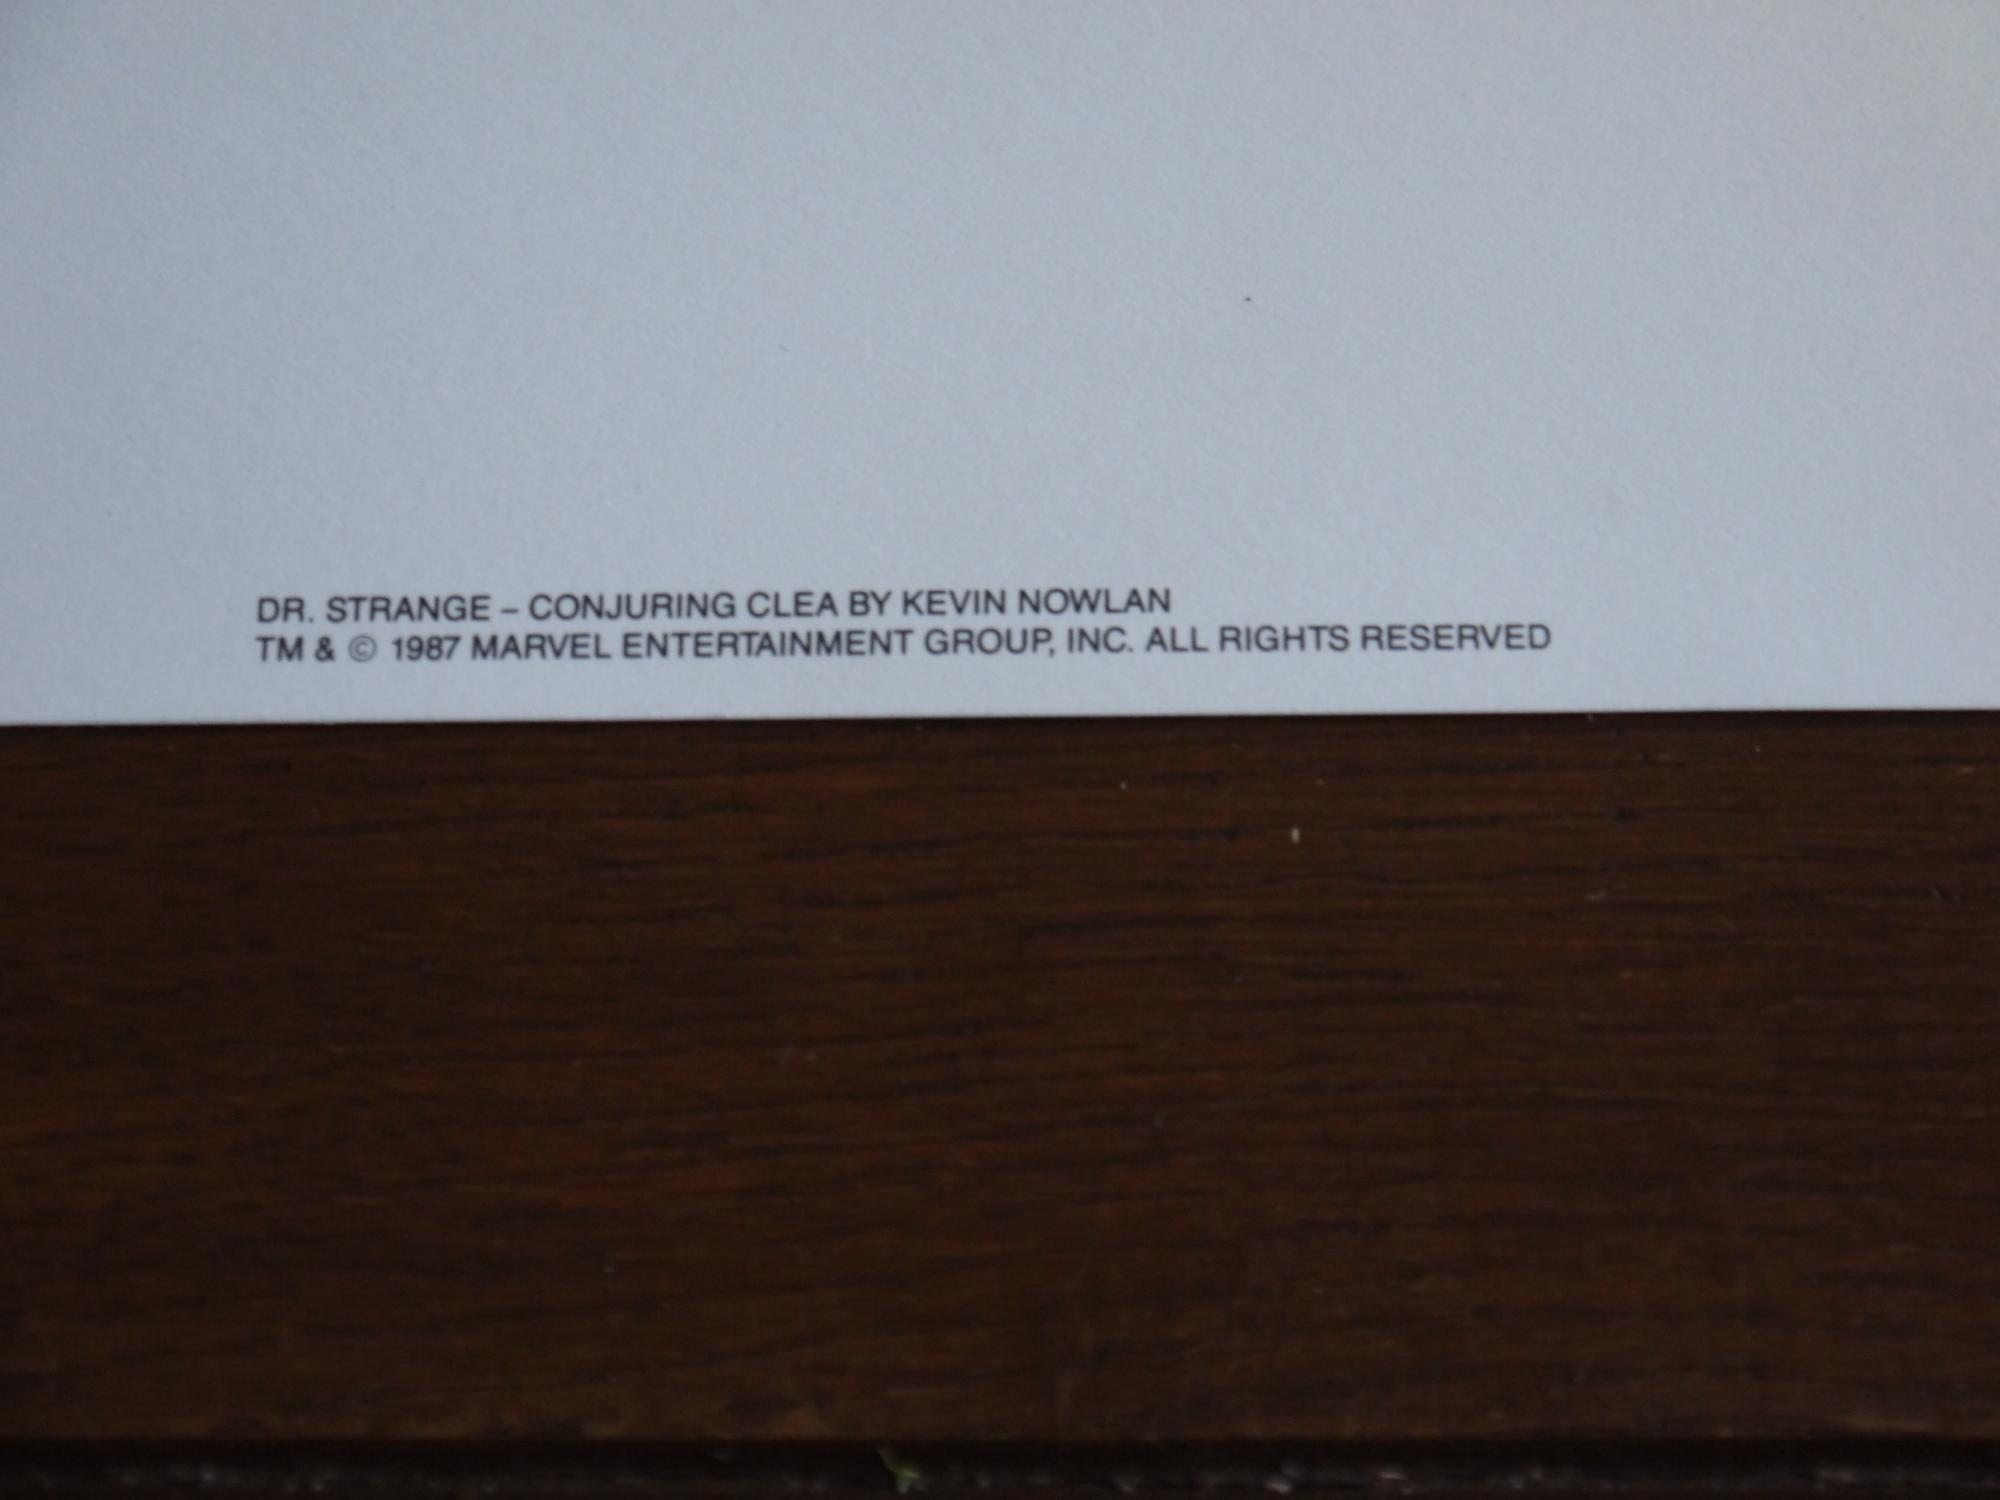 DR. STRANGE – CONJURING CLEA BY KEVIN NOWLAN
TM & © 1987 MARVEL ENTERTAINMENT GROUP, INC. ALL RIGHTS RESERVED